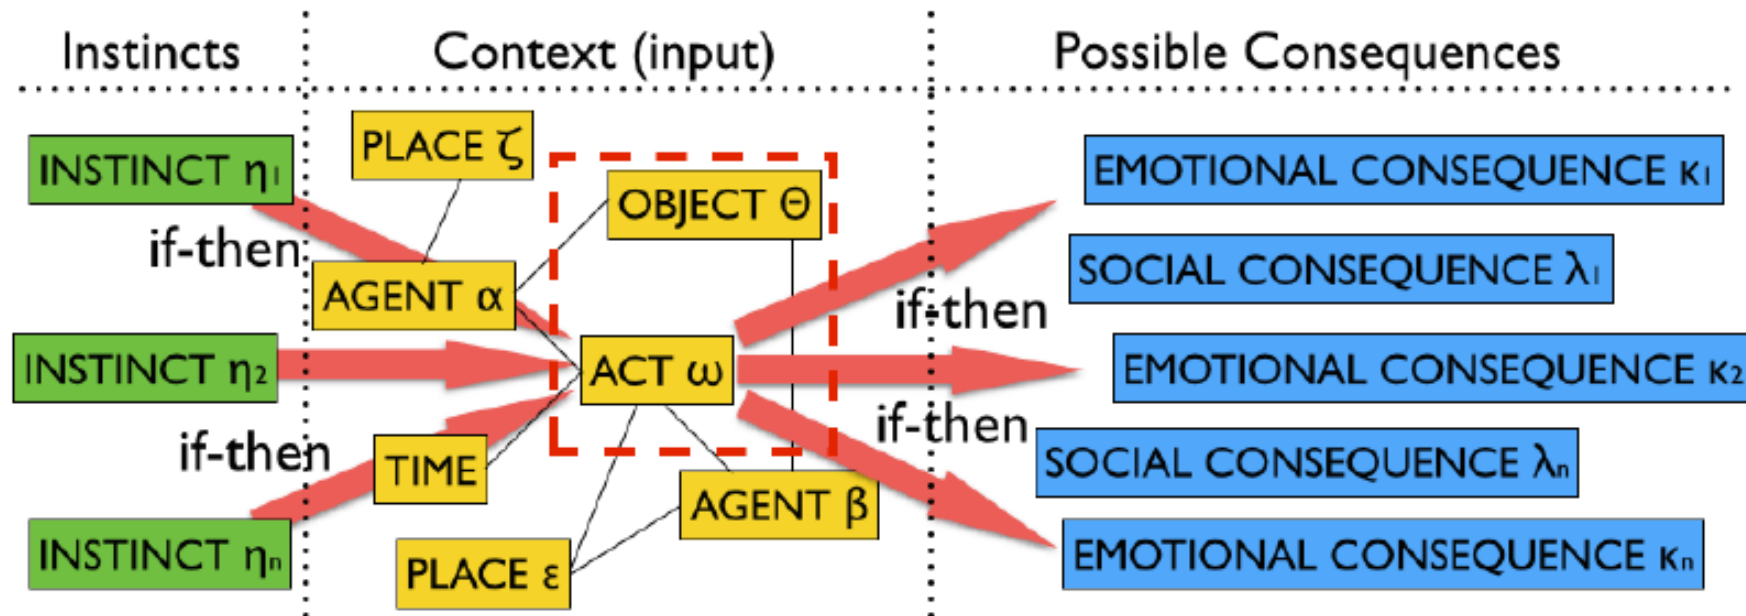 Instincts
Context (input)
Possible Consequences
INSTINCT η1
if-then
INSTINCT η2
if-then
INSTINCT ηn
PLACE ζ
OBJECT Θ
AGENT α
ACT ω
TIME
AGENT β
PLACE ε
if-then
if-then
EMOTIONAL CONSEQUENCE κ1
SOCIAL CONSEQUENCE λ1
EMOTIONAL CONSEQUENCE κ2
SOCIAL CONSEQUENCE λn
EMOTIONAL CONSEQUENCE κn